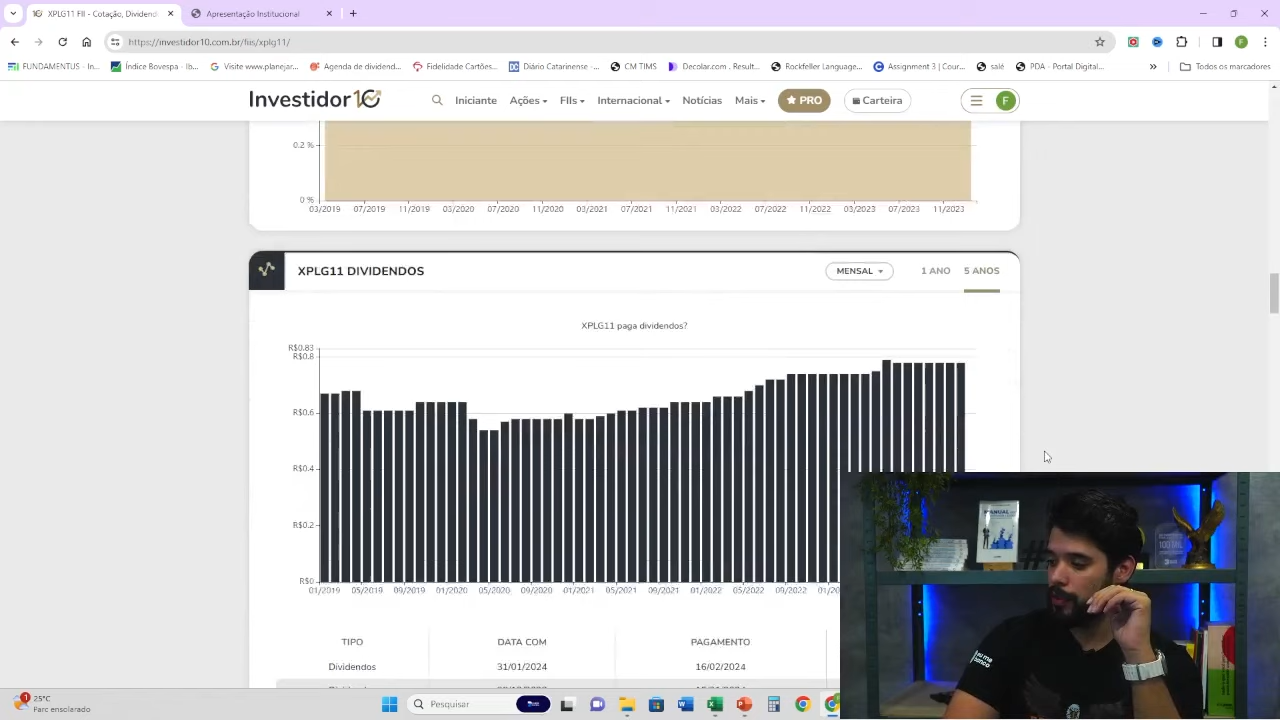 XPLG11 FII - Cotação, Dividend.
Apresentação Institucional
https://investidor10.com.br/fiis/xplg11/
FUNDAMENTUS - In...
Índice Bovespa - Ib...
Visite www.planejar...
Agenda de dividend...
Fidelidade Cartões...
Diário Catarinense -...
CM TIMS
Decolar.com , Result...
Rockfeller Language...
Assignment 3 | Cour...
salé
PDA - Portal Digital...
Todos os marcadores
Investidor10
Iniciante
Ações
FIIs
Internacional
Notícias
Mais
PRO
Carteira
F
0.2 %
0 %
03/2019 07/2019 11/2019 03/2020 07/2020 11/2020 03/2021 07/2021 11/2021 03/2022 07/2022 11/2022 03/2023 07/2023 11/2023
XPLG11 DIVIDENDOS
MENSAL
1 ANO
5 ANOS
XPLG11 paga dividendos?
R$0.83
R$0.8
R$0.6
R$0.4
R$0.2
R$0
01/2019 05/2019 09/2019 01/2020 05/2020 09/2020 01/2021 05/2021 09/2021 01/2022 05/2022 09/2022 01/20
TIPO DATA COM PAGAMENTO
Dividendos 31/01/2024 16/02/2024
MANUAL
100 MIL
25°C
Parc ensolarado
Pesquisar